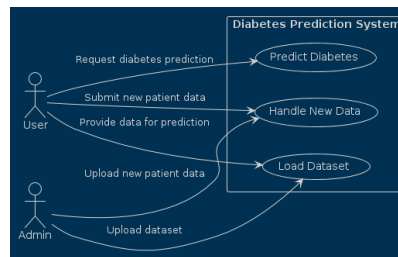 Diabetes Prediction System
Request diabetes prediction
Predict Diabetes
Submit new patient data
Handle New Data
User
Provide data for prediction
Load Dataset
Upload new patient data
Admin
Upload dataset